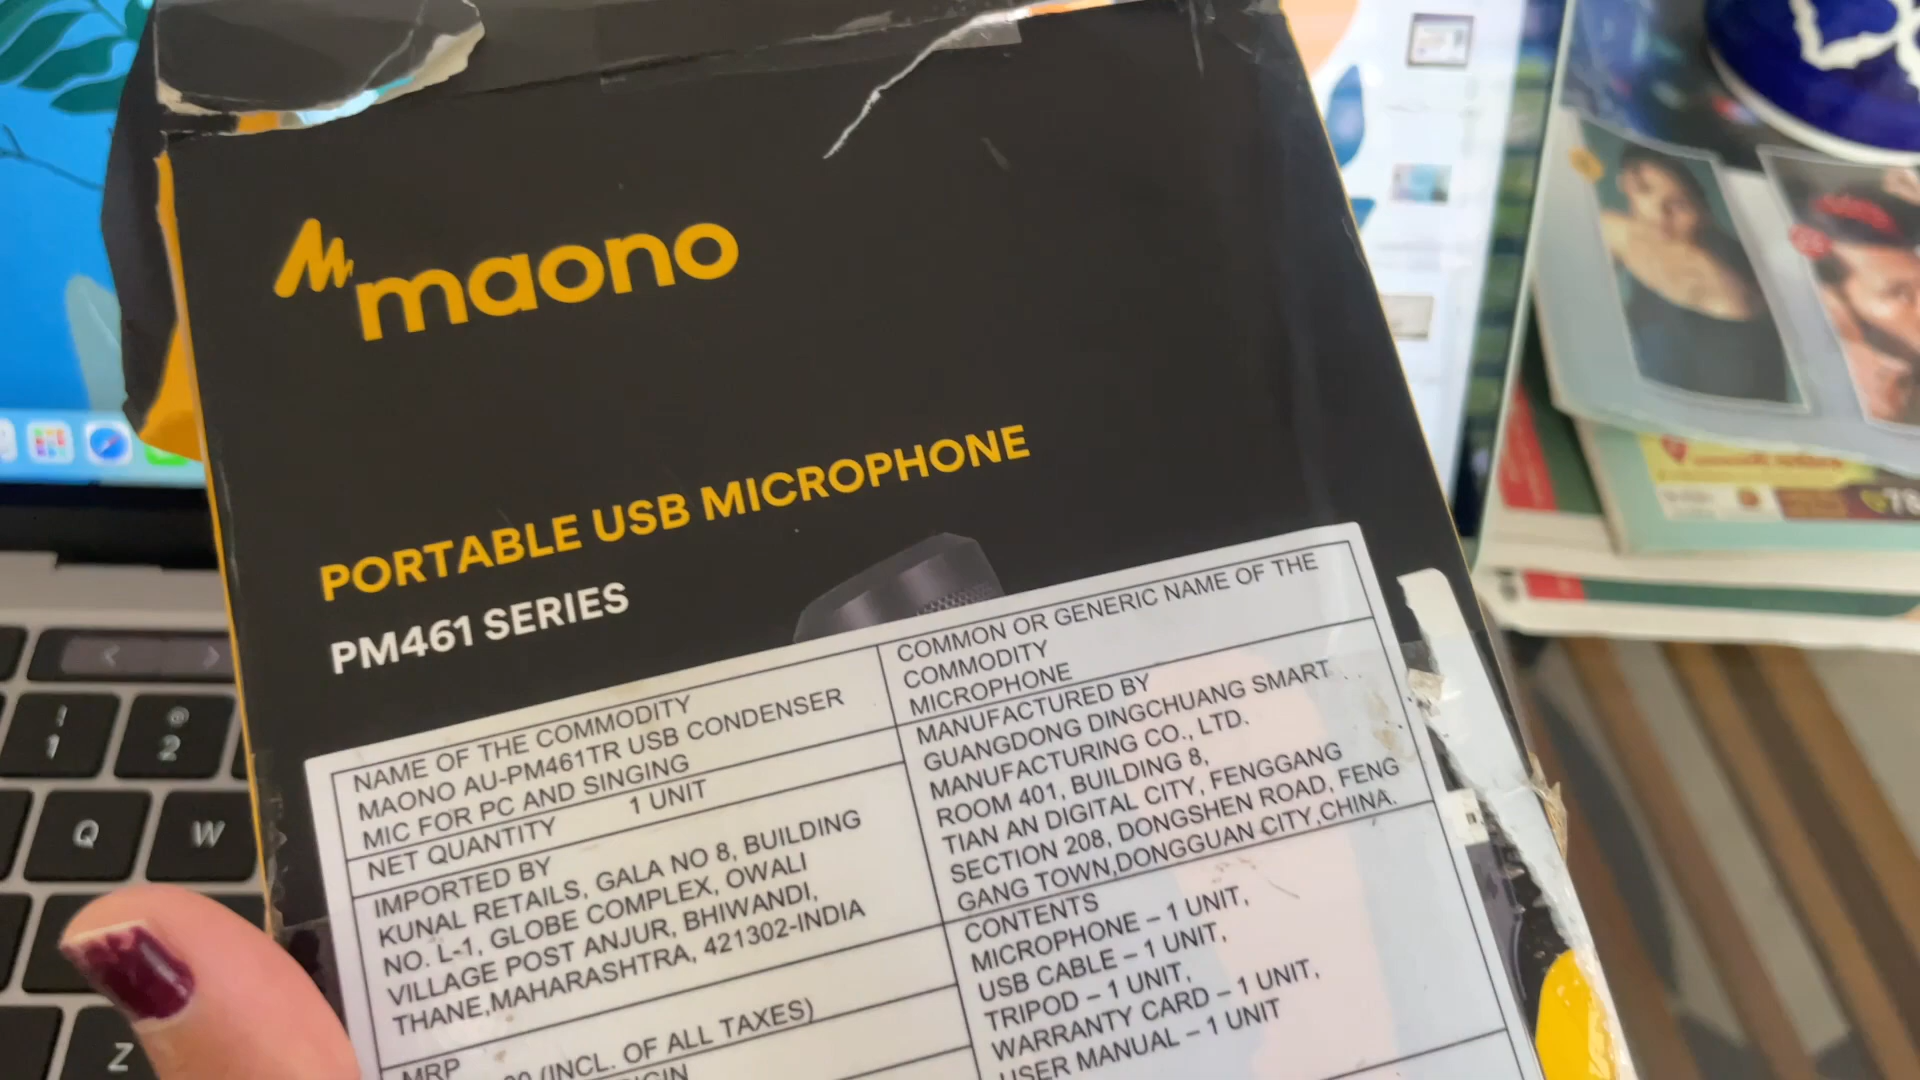 maono
PORTABLE USB MICROPHONE
PM461 SERIES
NAME OF THE COMMODITY
MAONO AU-PM461TR USB CONDENSER
MIC FOR PC AND SINGING
NET QUANTITY 1 UNIT
IMPORTED BY
KUNAL RETAILS, GALA NO 8, BUILDING
NO. L-1, GLOBE COMPLEX, OWALI
VILLAGE POST ANJUR, BHIWANDI,
THANE,MAHARASHTRA, 421302-INDIA
MRP
(INCL. OF ALL TAXES)
COMMON OR GENERIC NAME OF THE
COMMODITY
MICROPHONE
MANUFACTURED BY
GUANGDONG DINGCHUANG SMART
MANUFACTURING CO., LTD.
ROOM 401, BUILDING 8,
TIAN AN DIGITAL CITY, FENGGANG
SECTION 208, DONGSHEN ROAD, FENG
GANG TOWN,DONGGUAN CITY,CHINA.
CONTENTS
MICROPHONE – 1 UNIT,
USB CABLE – 1 UNIT,
TRIPOD – 1 UNIT,
WARRANTY CARD – 1 UNIT,
USER MANUAL – 1 UNIT
!
1
@
2
Q
W
Z
78